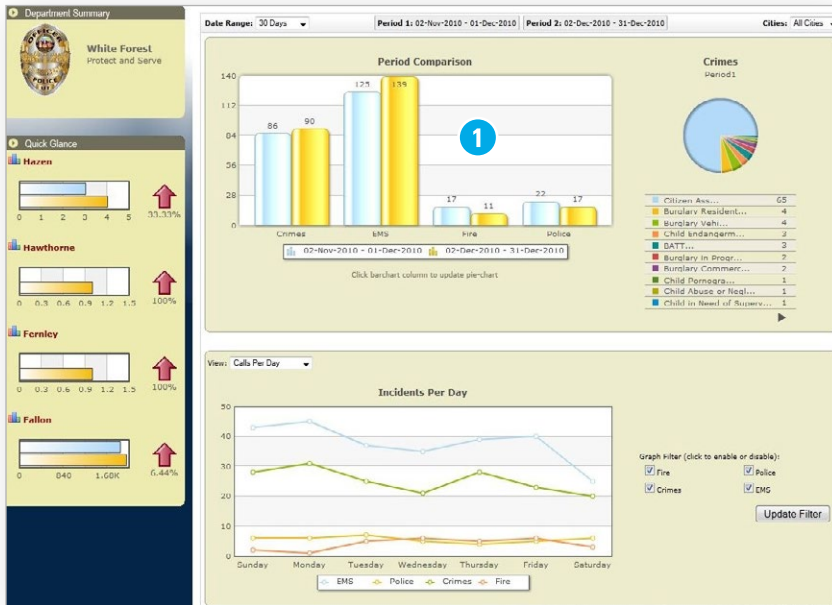 Department Summary
OFFICER
POLICE
White Forest
Protect and Serve
Quick Glance
Hazen
0 1 2 3 4 5
33.33%
Hawthorne
0 0.3 0.6 0.9 1.2 1.5
100%
Fernley
0 0.3 0.6 0.9 1.2 1.5
100%
Fallon
0 840 1.68K
6.44%
Date Range: 30 Days
Period 1: 02-Nov-2010 - 01-Dec-2010
Period 2: 02-Dec-2010 - 31-Dec-2010
Cities: All Cities
Period Comparison
140
112
84
56
28
0
86 90
125 139
17 11
22 17
1
Crimes EMS Fire Police
02-Nov-2010 - 01-Dec-2010 02-Dec-2010 - 31-Dec-2010
Click barchart column to update pie-chart
Crimes
Period1
Citizen Ass... 65
Burglary Resident... 4
Burglary Vehi... 4
Child Endangerm... 3
BATT... 3
Burglary In Progr... 2
Burglary Commerc... 2
Child Pornogra... 1
Child Abuse or Negl... 1
Child in Need of Superv... 1
View: Calls Per Day
Incidents Per Day
50
40
30
20
10
0
Sunday Monday Tuesday Wednesday Thursday Friday Saturday
EMS Police Crimes Fire
Graph Filter (click to enable or disable):
Fire Police
Crimes EMS
Update Filter